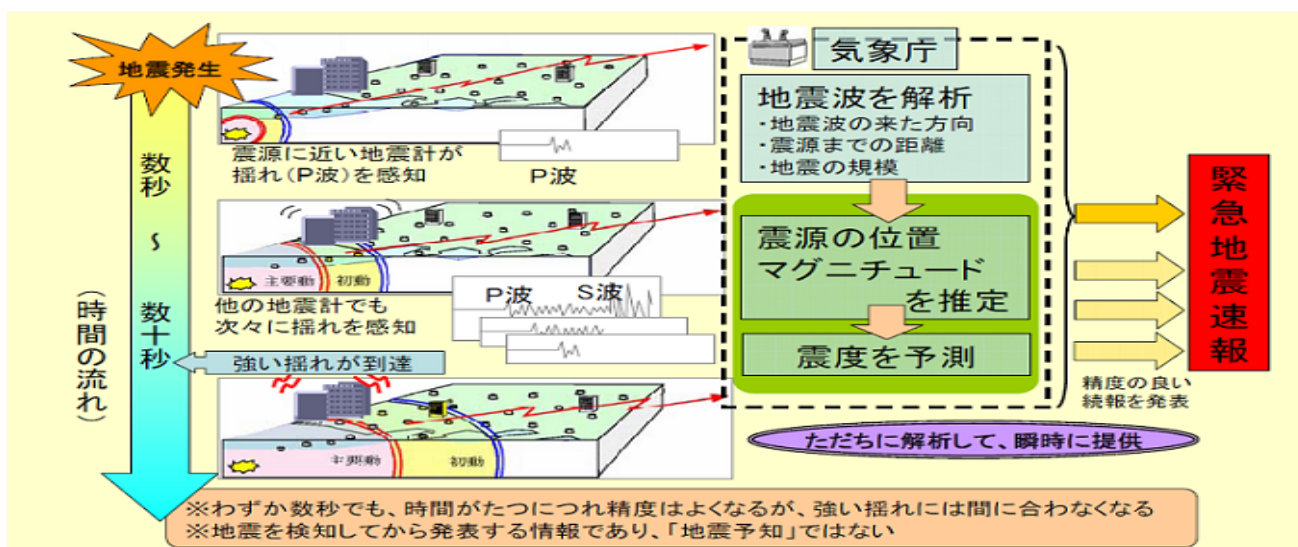 地震発生
数秒
~
数十秒
(時間の流れ)
震源に近い地震計が
揺れ(P波)を感知
P波
主要動
初動
他の地震計でも
次々に揺れを感知
P波
S波
強い揺れが到達
主要動
初動
気象庁
地震波を解析
・地震波の来た方向
・震源までの距離
・地震の規模
震源の位置
マグニチュード
を推定
震度を予測
緊急地震速報
精度の良い
続報を発表
ただちに解析して、瞬時に提供
※わずか数秒でも、時間がたつにつれ精度はよくなるが、強い揺れには間に合わなくなる
※地震を検知してから発表する情報であり、「地震予知」ではない